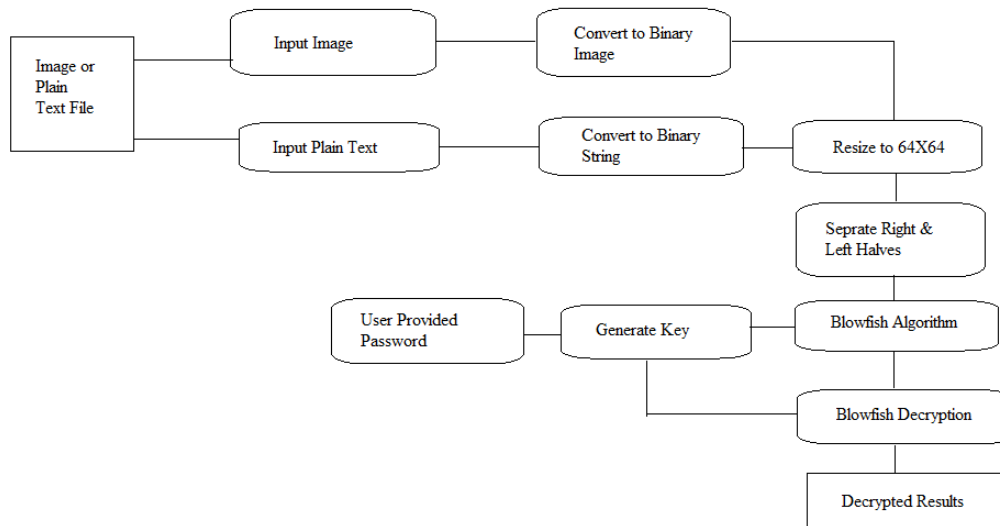 Image or
Plain
Text File
Input Image
Convert to Binary
Image
Input Plain Text
Convert to Binary
String
Resize to 64X64
Seprate Right &
Left Halves
User Provided
Password
Generate Key
Blowfish Algorithm
Blowfish Decryption
Decrypted Results